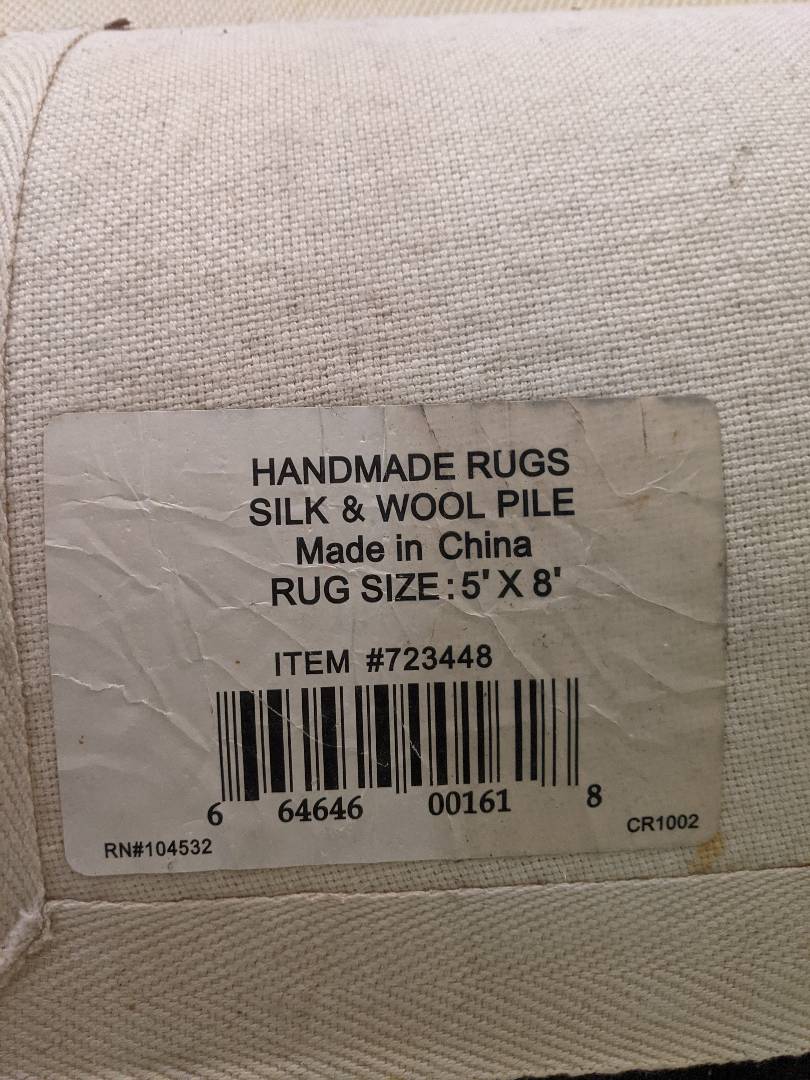 HANDMADE RUGS
SILK & WOOL PILE
Made in China
RUG SIZE: 5' X 8'
ITEM #723448
6 64646 00161 8
RN#104532
CR1002